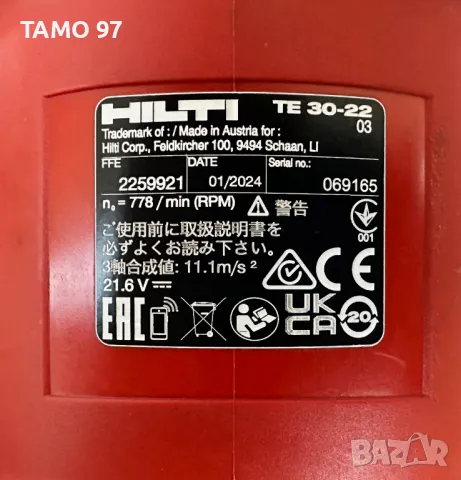 TAMO 97
HILTI TE 30-22
Trademark of : / Made in Austria for : 03
Hilti Corp., Feldkircher 100, 9494 Schaan, LI
FFE DATE Serial no.:
2259921 01/2024 069165
n₀ = 778 / min (RPM) 警告
ご使用前に取扱説明書を 001
必ずよくお読み下さい。
3軸合成値: 11.1m/s²
21.6 V
CE
EAC UK CA 20
BAZAR